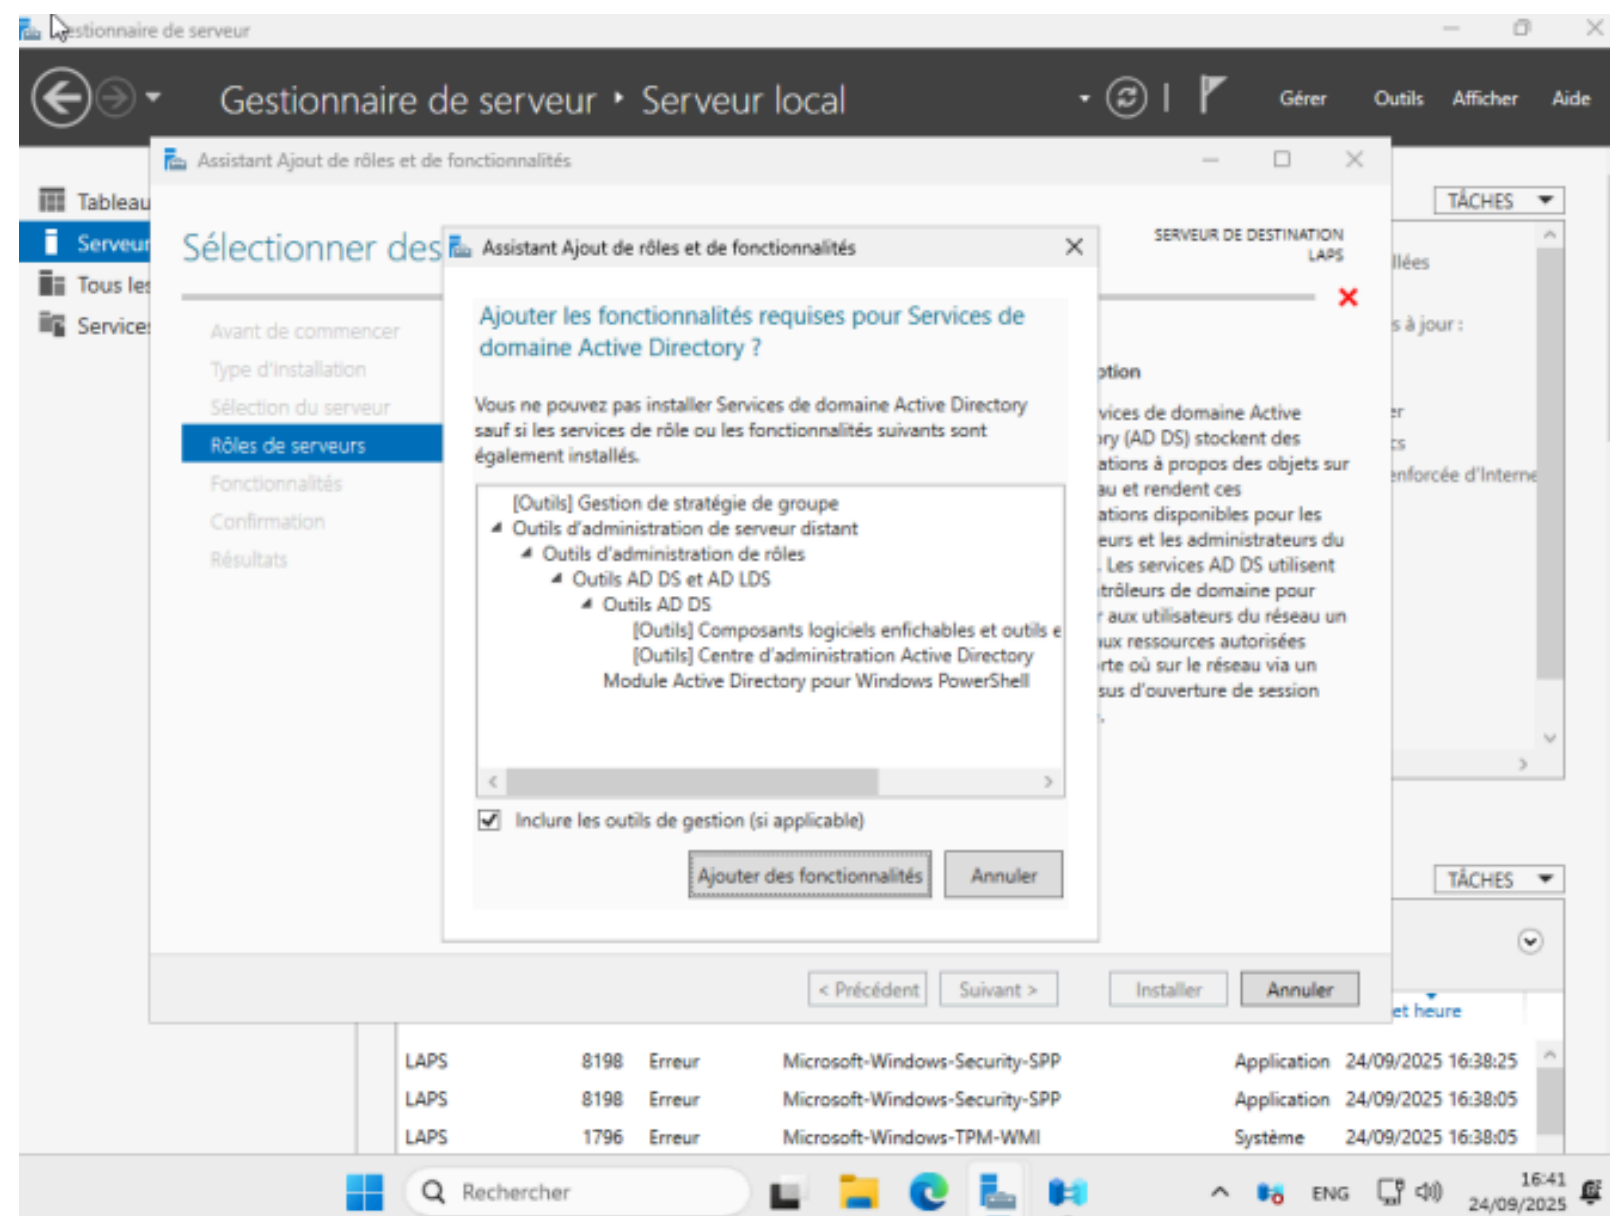 estionnaire de serveur
Gestionnaire de serveur ‣ Serveur local
Gérer Outils Afficher Aide
Assistant Ajout de rôles et de fonctionnalités
Tableau
Serveur
Tous les
Services
TÂCHES
Sélectionner des
SERVEUR DE DESTINATION
LAPS
Avant de commencer
Type d'installation
Sélection du serveur
Rôles de serveurs
Fonctionnalités
Confirmation
Résultats
Assistant Ajout de rôles et de fonctionnalités
Ajouter les fonctionnalités requises pour Services de
domaine Active Directory ?
Vous ne pouvez pas installer Services de domaine Active Directory
sauf si les services de rôle ou les fonctionnalités suivants sont
également installés.
[Outils] Gestion de stratégie de groupe
Outils d'administration de serveur distant
Outils d'administration de rôles
Outils AD DS et AD LDS
Outils AD DS
[Outils] Composants logiciels enfichables et outils e
[Outils] Centre d'administration Active Directory
Module Active Directory pour Windows PowerShell
Inclure les outils de gestion (si applicable)
Ajouter des fonctionnalités Annuler
ption
vices de domaine Active
ory (AD DS) stockent des
ations à propos des objets sur
au et rendent ces
ations disponibles pour les
eurs et les administrateurs du
. Les services AD DS utilisent
trôleurs de domaine pour
r aux utilisateurs du réseau un
aux ressources autorisées
rte où sur le réseau via un
sus d'ouverture de session
.
llées
s à jour :
er
cs
enforcée d'Interne
< Précédent Suivant > Installer Annuler
TÂCHES
et heure
LAPS 8198 Erreur Microsoft-Windows-Security-SPP Application 24/09/2025 16:38:25
LAPS 8198 Erreur Microsoft-Windows-Security-SPP Application 24/09/2025 16:38:05
LAPS 1796 Erreur Microsoft-Windows-TPM-WMI Système 24/09/2025 16:38:05
Rechercher
ENG
16:41
24/09/2025